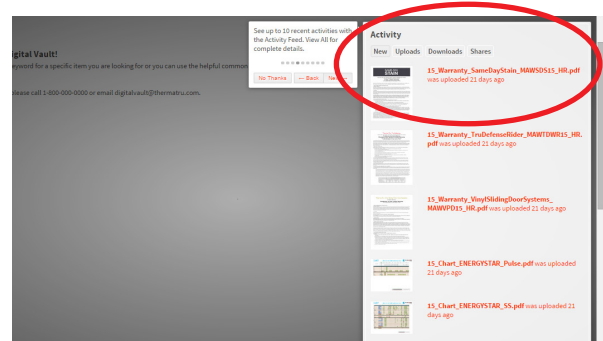 igital Vault!
eyword for a specific item you are looking for or you can use the helpful common
please call 1-800-000-0000 or email digitalvault@thermatru.com.
See up to 10 recent activities with
the Activity Feed. View All for
complete details.
No Thanks
← Back
Activity
New Uploads Downloads Shares
STAIN
15_Warranty_SameDayStain_MAWSDS15_HR.pdf
was uploaded 21 days ago
15_Warranty_TruDefenseRider_MAWTDWR15_HR.
pdf was uploaded 21 days ago
15_Warranty_VinylSlidingDoorSystems_
MAWVPD15_HR.pdf was uploaded 21 days ago
15_Chart_ENERGYSTAR_Pulse.pdf was uploaded
21 days ago
15_Chart_ENERGYSTAR_SS.pdf was uploaded 21
days ago